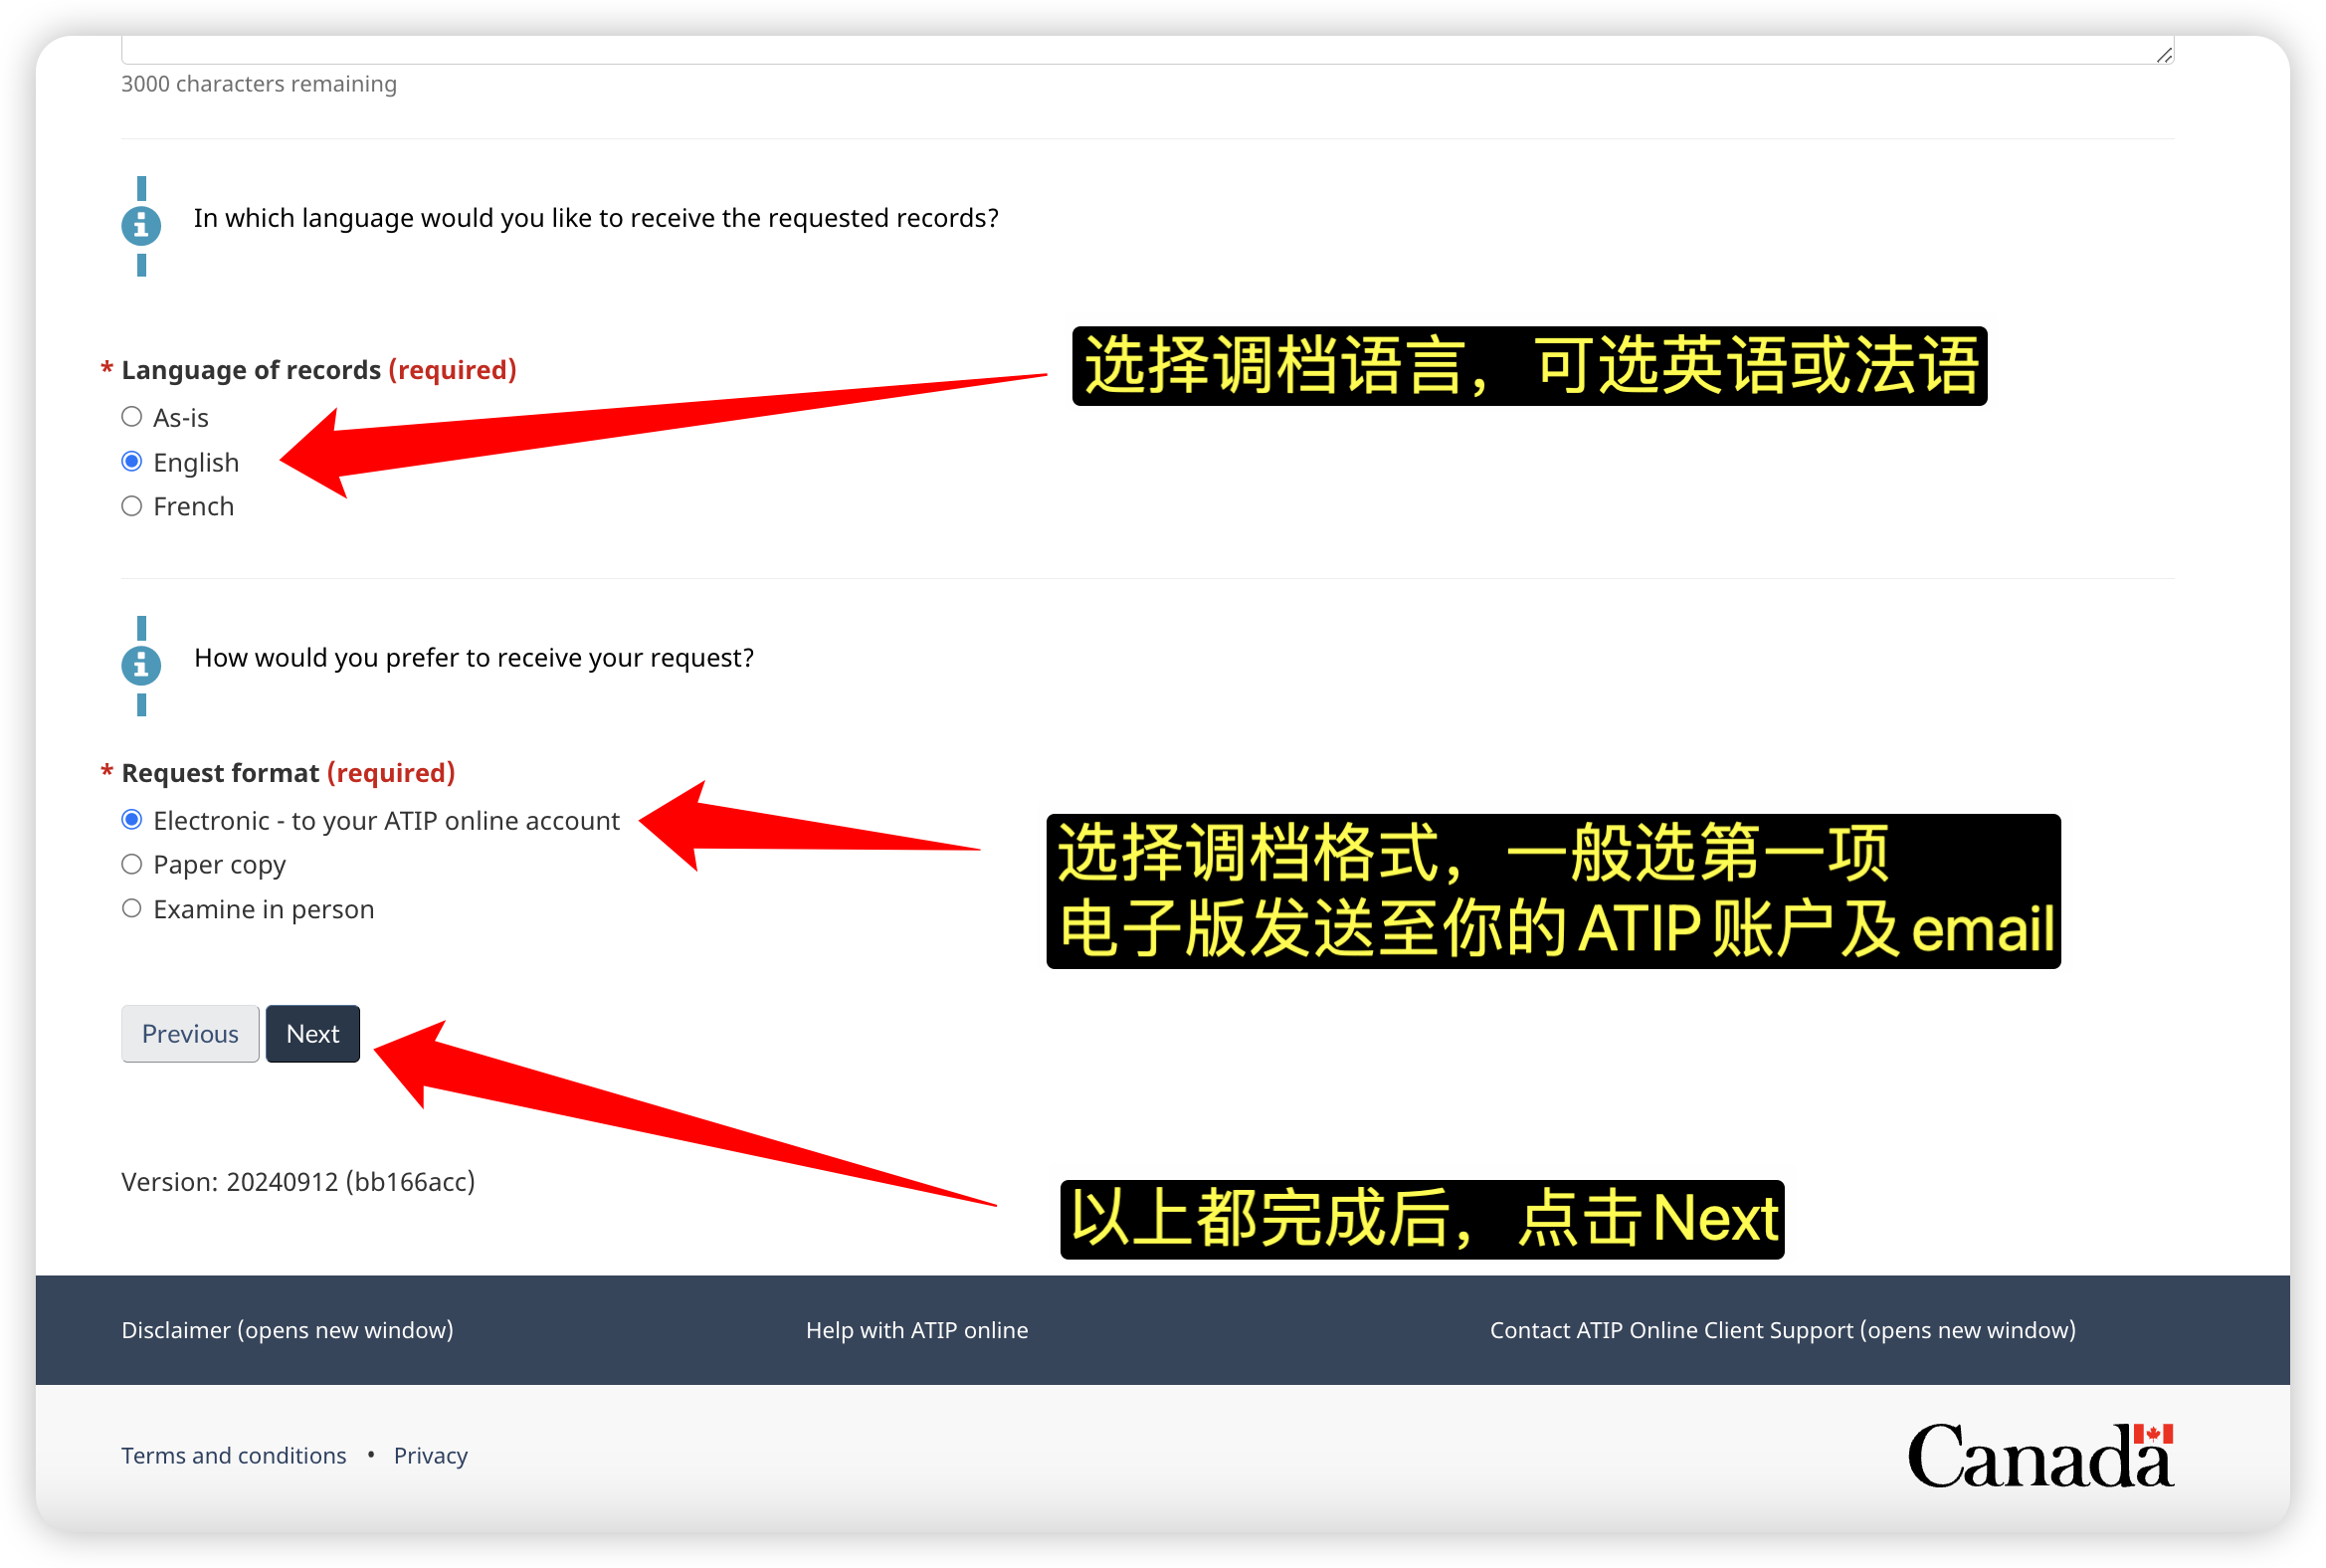 3000 characters remaining
In which language would you like to receive the requested records?
选择调档语言，可选英语或法语
* Language of records (required)
As-is
English
French
How would you prefer to receive your request?
* Request format (required)
Electronic - to your ATIP online account
Paper copy
Examine in person
选择调档格式，一般选第一项
电子版发送至你的ATIP账户及email
Previous Next
Version: 20240912 (bb166acc)
以上都完成后，点击Next
Disclaimer (opens new window) Help with ATIP online Contact ATIP Online Client Support (opens new window)
Terms and conditions • Privacy
Canada